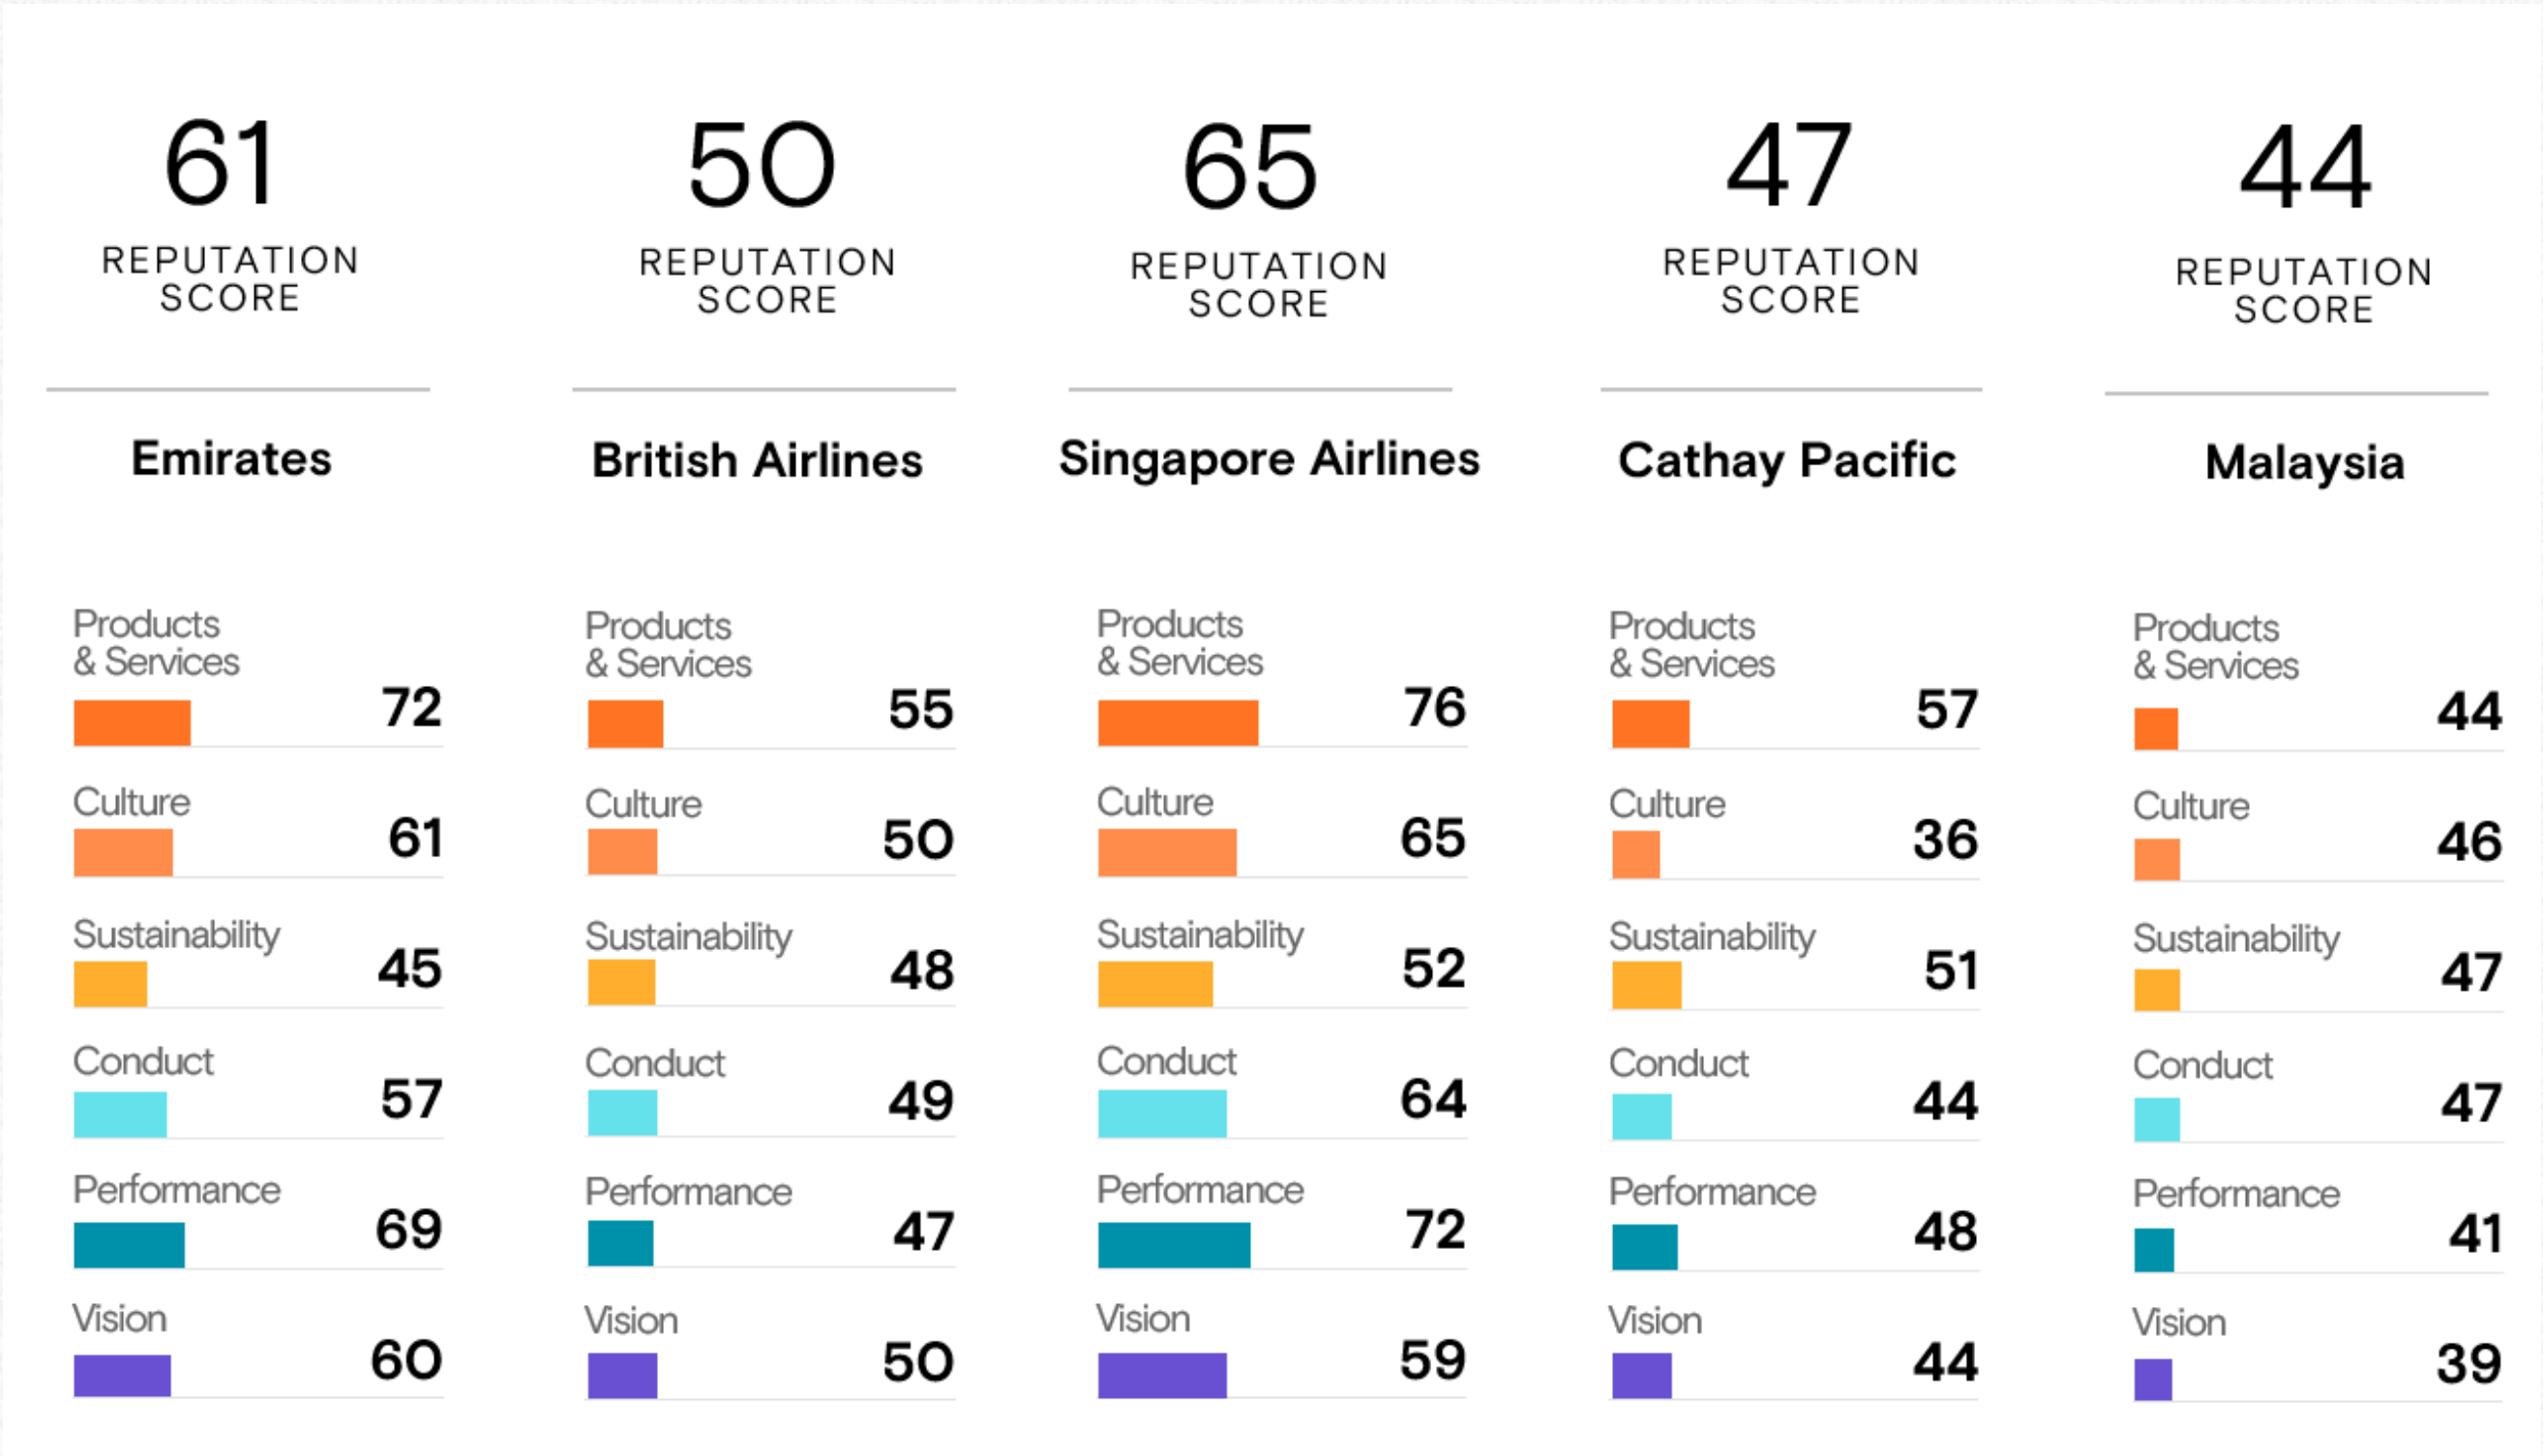 61
REPUTATION
SCORE
Emirates
Products
& Services
72
Culture
61
Sustainability
45
Conduct
57
Performance
69
Vision
60
50
REPUTATION
SCORE
British Airlines
Products
& Services
55
Culture
50
Sustainability
48
Conduct
49
Performance
47
Vision
50
65
REPUTATION
SCORE
Singapore Airlines
Products
& Services
76
Culture
65
Sustainability
52
Conduct
64
Performance
72
Vision
59
47
REPUTATION
SCORE
Cathay Pacific
Products
& Services
57
Culture
36
Sustainability
51
Conduct
44
Performance
48
Vision
44
44
REPUTATION
SCORE
Malaysia
Products
& Services
44
Culture
46
Sustainability
47
Conduct
47
Performance
41
Vision
39